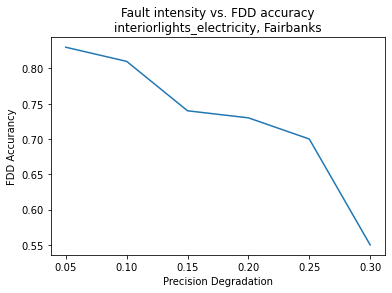 Fault intensity vs. FDD accuracy
interiorlights_electricity, Fairbanks
FDD Accurancy
0.80
0.75
0.70
0.65
0.60
0.55
0.05 0.10 0.15 0.20 0.25 0.30
Precision Degradation